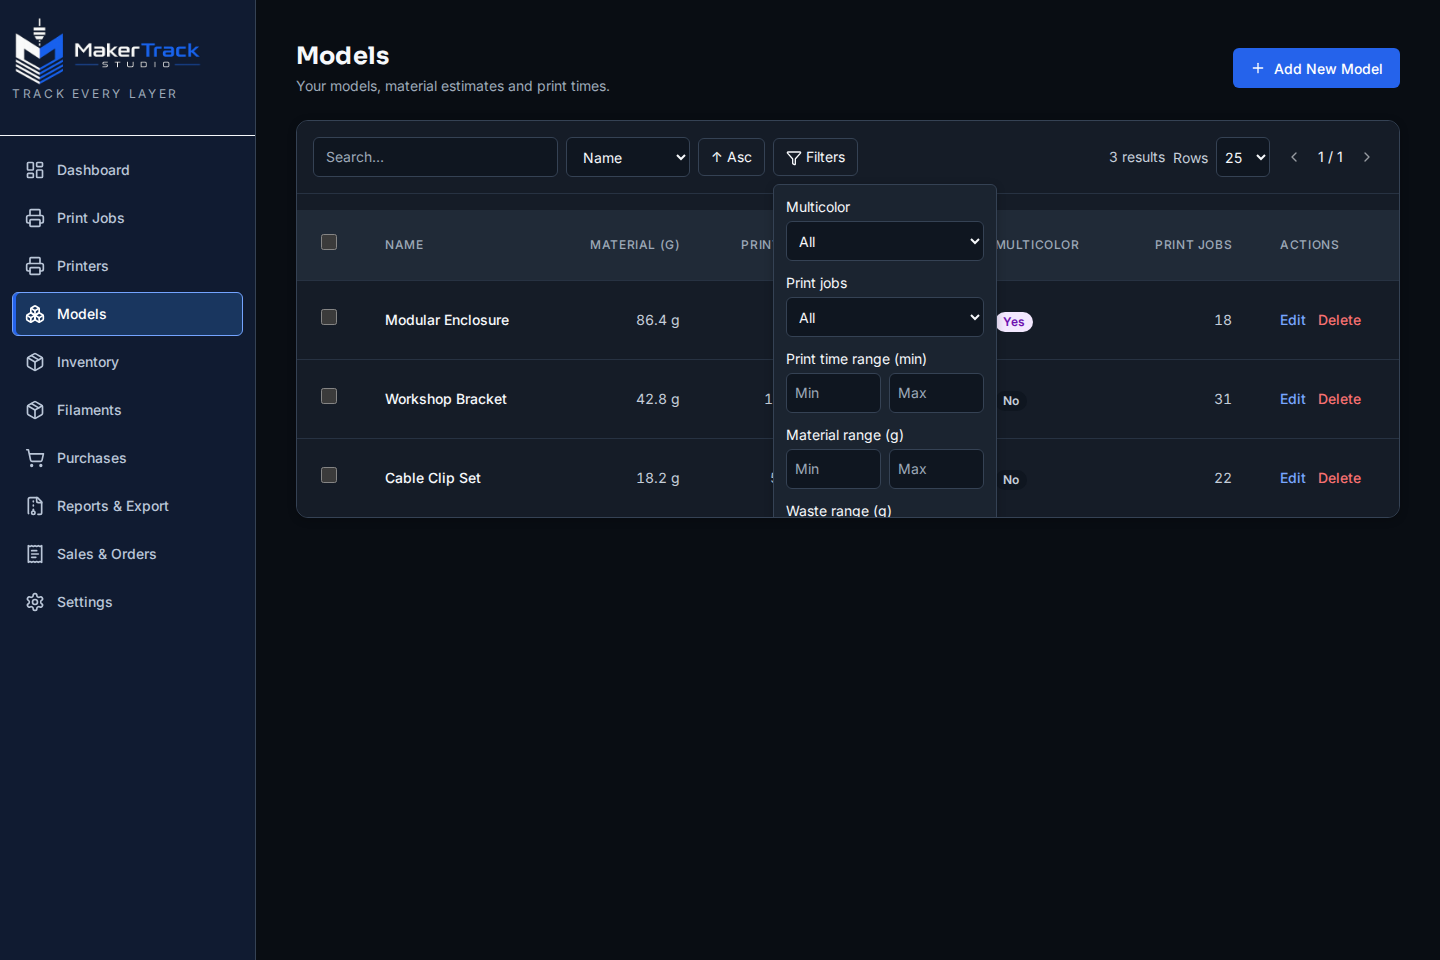 MakerTrack
STUDIO
TRACK EVERY LAYER
Dashboard
Print Jobs
Printers
Models
Inventory
Filaments
Purchases
Reports & Export
Sales & Orders
Settings
Models
Your models, material estimates and print times.
+ Add New Model
Search...
Name
↑ Asc
Filters
3 results Rows 25
1 / 1
NAME MATERIAL (G) PRIN MULTICOLOR PRINT JOBS ACTIONS
Modular Enclosure 86.4 g Yes 18 Edit Delete
Workshop Bracket 42.8 g 1 No 31 Edit Delete
Cable Clip Set 18.2 g No 22 Edit Delete
Multicolor
All
Print jobs
All
Print time range (min)
Min Max
Material range (g)
Min Max
Waste range (g)